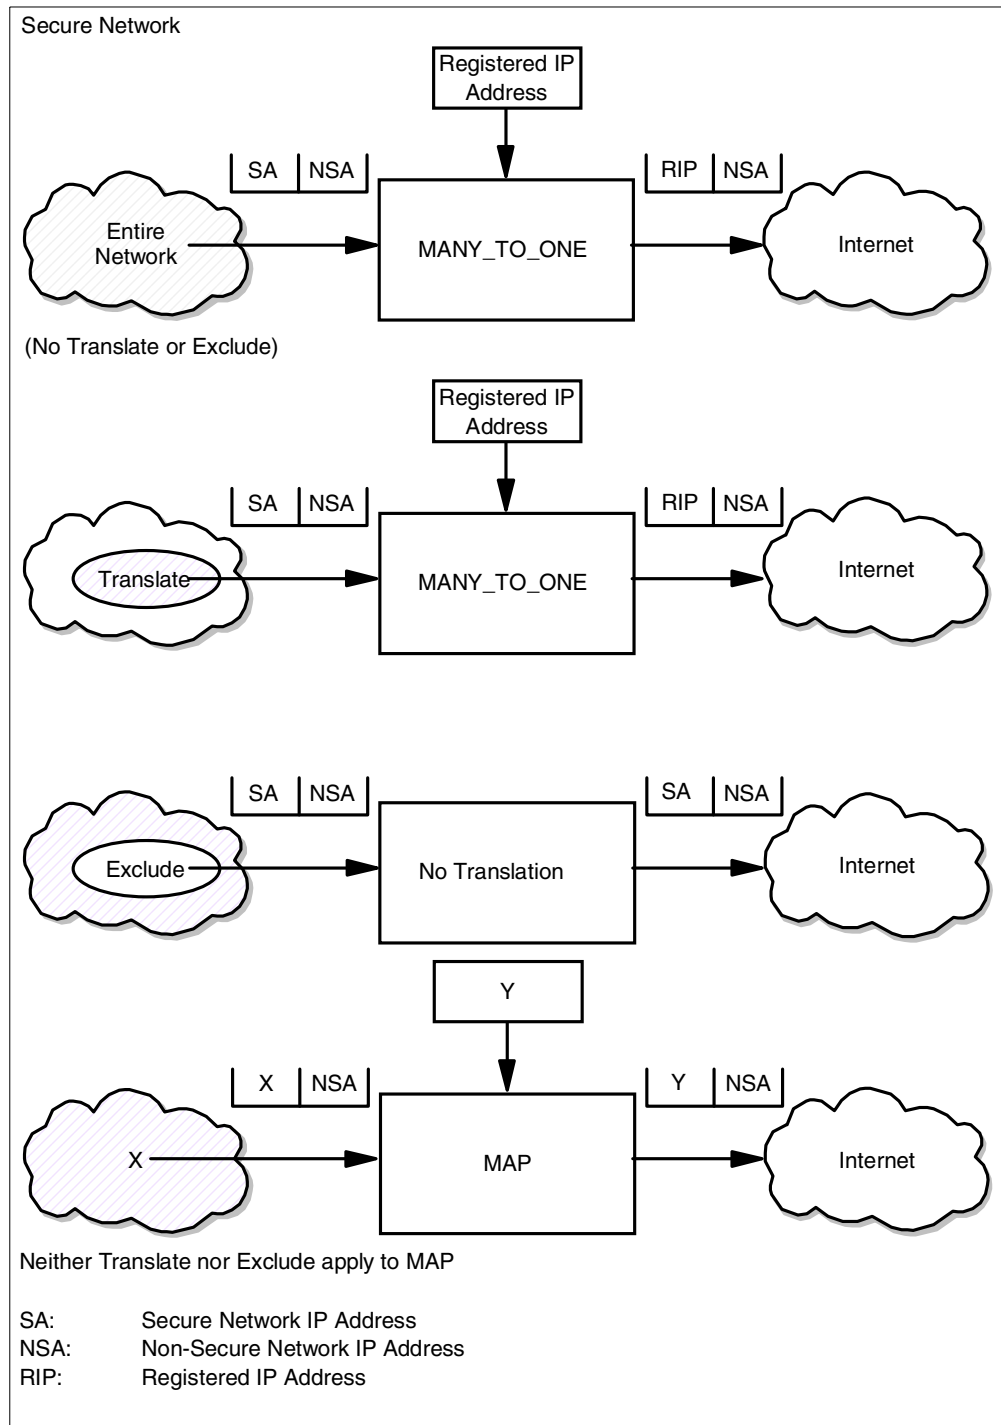 Secure Network
Registered IP
Address
SA NSA
RIP NSA
Entire
Network
MANY_TO_ONE
Internet
(No Translate or Exclude)
Registered IP
Address
SA NSA
RIP NSA
Translate
MANY_TO_ONE
Internet
SA NSA
SA NSA
Exclude
No Translation
Internet
Y
X NSA
Y NSA
X
MAP
Internet
Neither Translate nor Exclude apply to MAP
SA: Secure Network IP Address
NSA: Non-Secure Network IP Address
RIP: Registered IP Address